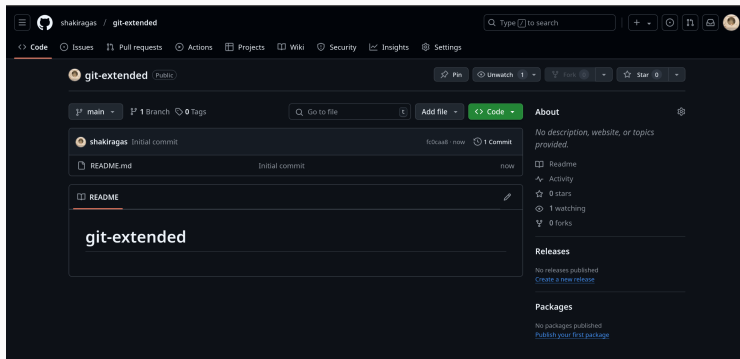 shakiragas / git-extended
Type / to search
Code Issues Pull requests Actions Projects Wiki Security Insights Settings
git-extended Public
Pin Unwatch 1 Fork 0 Star 0
main 1 Branch 0 Tags
Go to file t
Add file Code
shakiragas Initial commit
fc0caa8 · now 1 Commit
README.md Initial commit now
README
git-extended
About
No description, website, or topics
provided.
Readme
Activity
0 stars
1 watching
0 forks
Releases
No releases published
Create a new release
Packages
No packages published
Publish your first package